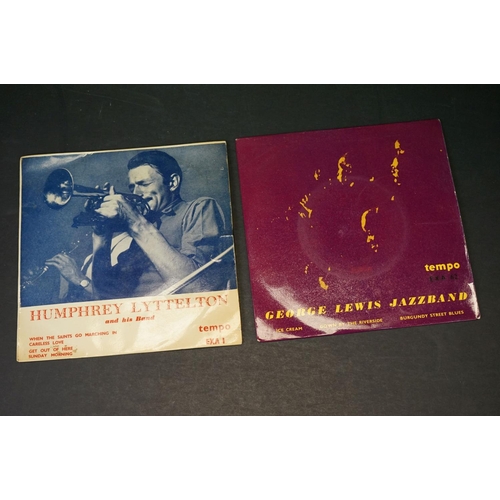 HUMPHREY LYTTELTON
and his Band
tempo
EXA 1
WHEN THE SAINTS GO MARCHING IN
CARELESS LOVE
GET OUT OF HERE
SUNDAY MORNING
tempo
GEORGE LEWIS JAZZBAND
ICE CREAM BY THE RIVERSIDE BURGUNDY STREET BLUES